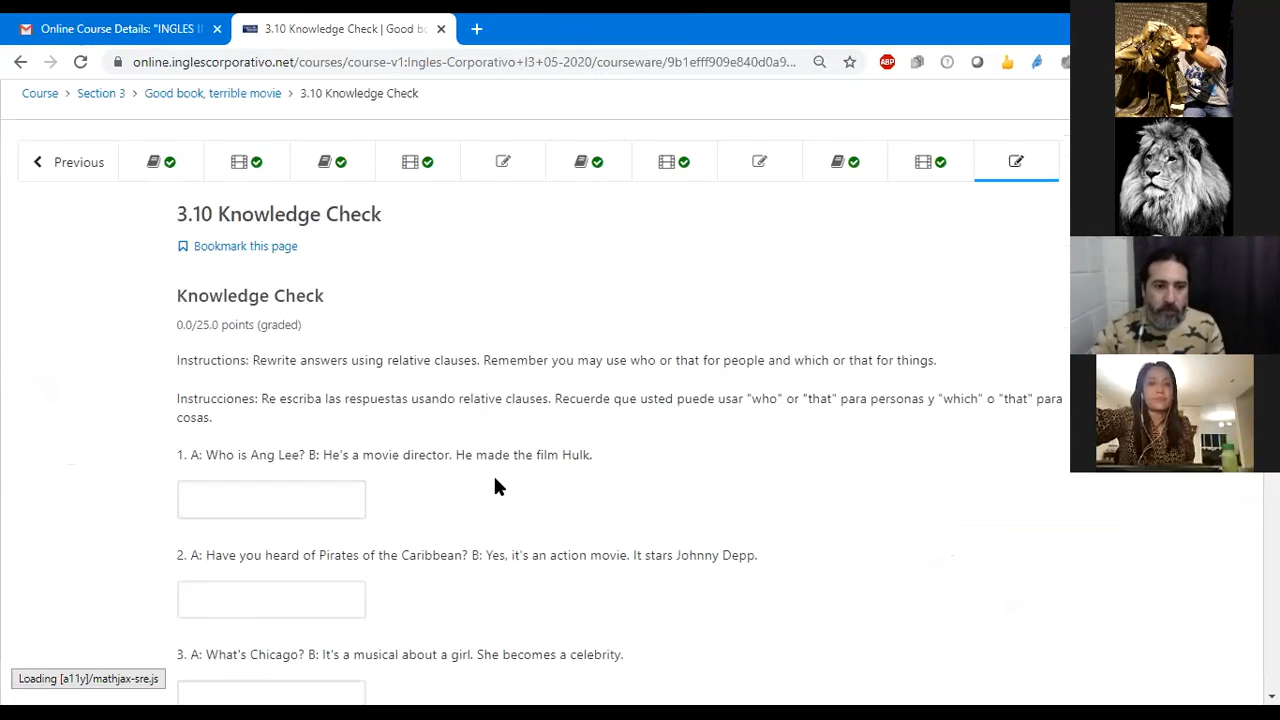 Online Course Details: "INGLES I
3.10 Knowledge Check | Good bo
online.inglescorporativo.net/courses/course-v1:Ingles-Corporativo+I3+05-2020/courseware/9b1efff909e840d0a9...
ABP
Course > Section 3 > Good book, terrible movie > 3.10 Knowledge Check
Previous
3.10 Knowledge Check
Bookmark this page
Knowledge Check
0.0/25.0 points (graded)
Instructions: Rewrite answers using relative clauses. Remember you may use who or that for people and which or that for things.
Instrucciones: Re escriba las respuestas usando relative clauses. Recuerde que usted puede usar "who" or "that" para personas y "which" o "that" para
cosas.
1. A: Who is Ang Lee? B: He's a movie director. He made the film Hulk.
2. A: Have you heard of Pirates of the Caribbean? B: Yes, it's an action movie. It stars Johnny Depp.
3. A: What's Chicago? B: It's a musical about a girl. She becomes a celebrity.
Loading [a11y]/mathjax-sre.js